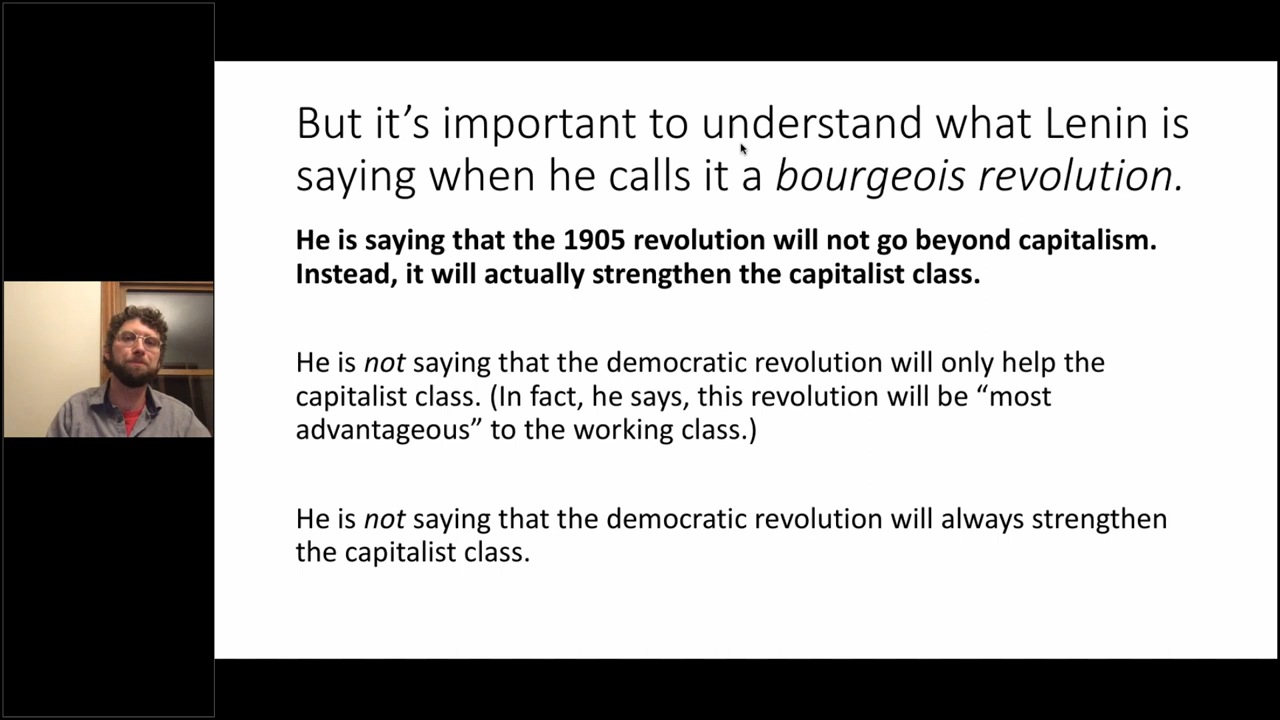 But it’s important to understand what Lenin is
saying when he calls it a bourgeois revolution.
He is saying that the 1905 revolution will not go beyond capitalism.
Instead, it will actually strengthen the capitalist class.
He is not saying that the democratic revolution will only help the
capitalist class. (In fact, he says, this revolution will be “most
advantageous” to the working class.)
He is not saying that the democratic revolution will always strengthen
the capitalist class.